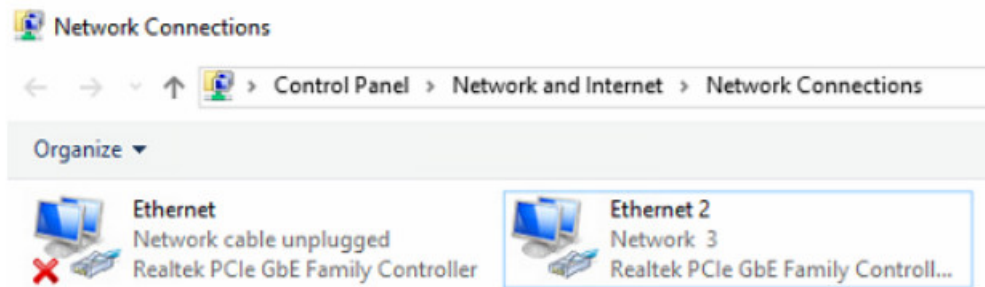 Network Connections
Control Panel > Network and Internet > Network Connections
Organize
Ethernet
Network cable unplugged
Realtek PCIe GbE Family Controller
Ethernet 2
Network 3
Realtek PCIe GbE Family Controll...